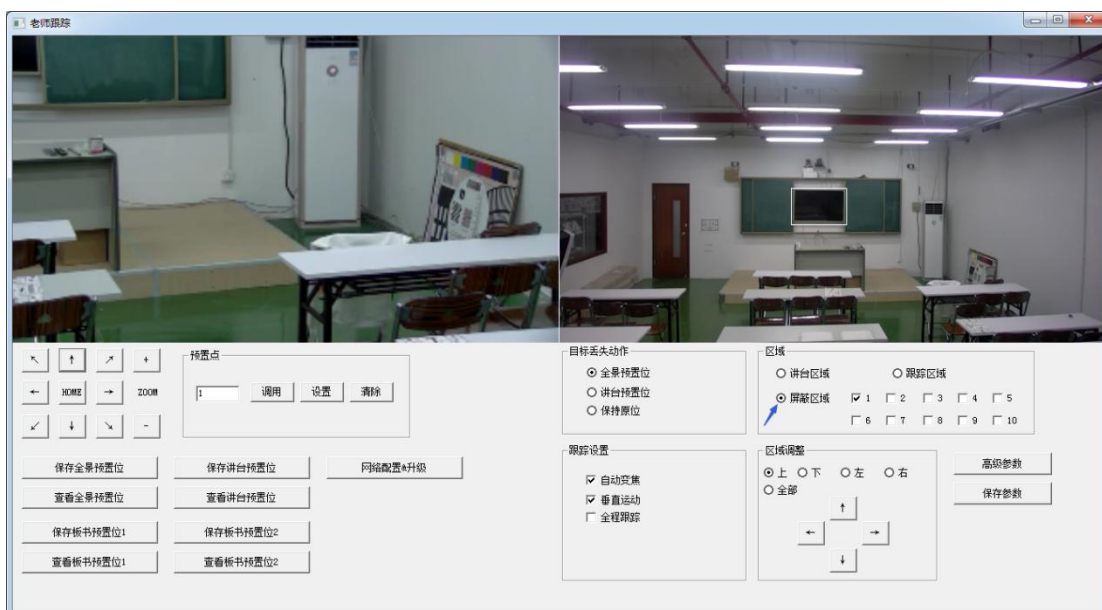 老师跟踪
↖ ↑ ↗ +
← HOME → ZOOM
↙ ↓ ↘ -
预置点
1 调用 设置 清除
保存全景预置位 保存讲台预置位 网络配置&升级
查看全景预置位 查看讲台预置位
保存板书预置位1 保存板书预置位2
查看板书预置位1 查看板书预置位2
目标丢失动作
全景预置位
讲台预置位
保持原位
跟踪设置
自动变焦
垂直运动
全程跟踪
区域
讲台区域 跟踪区域
屏蔽区域 1 2 3 4 5
6 7 8 9 10
区域调整
上 下 左 右
全部
↑
← →
↓
高级参数
保存参数